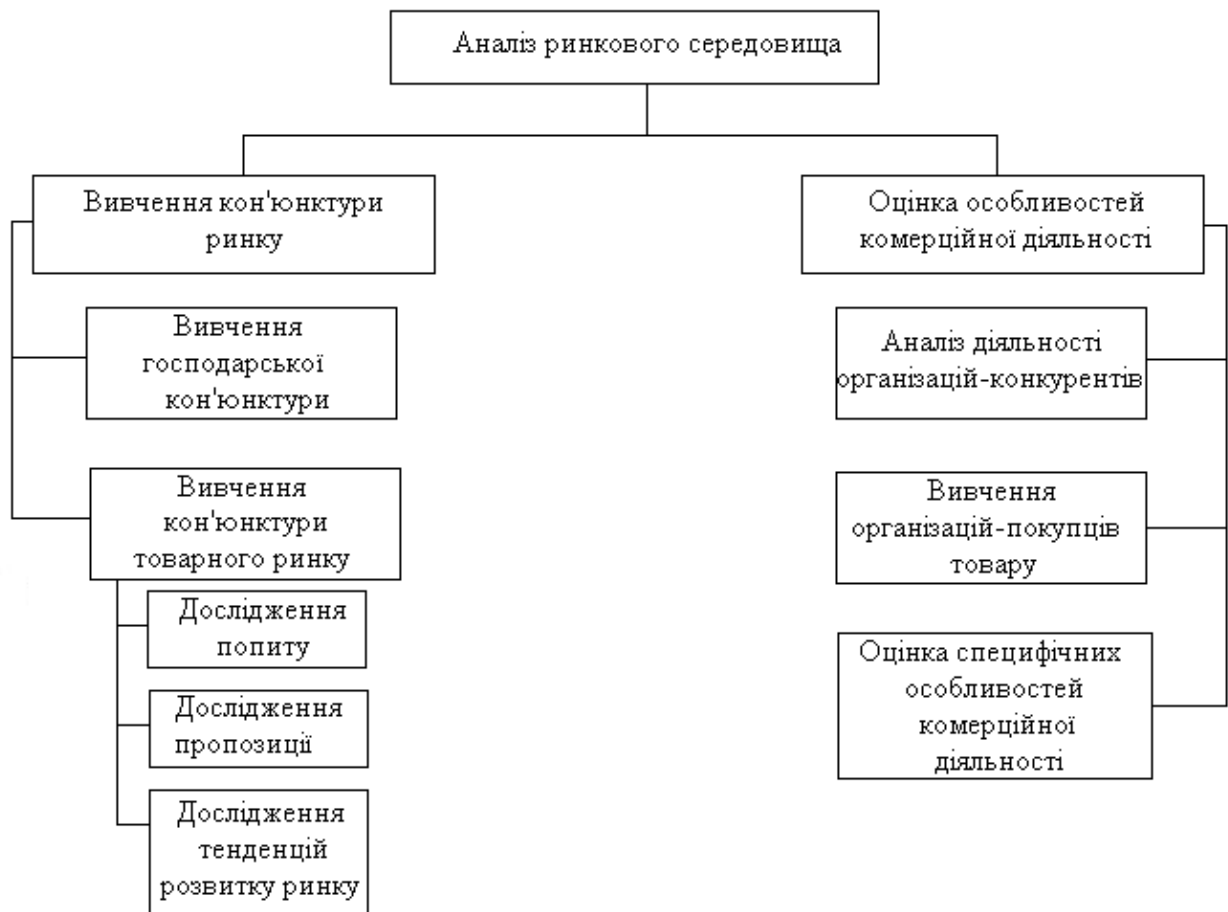 Аналіз ринкового середовища
Вивчення кон'юнктури
ринку
Вивчення
господарської
кон'юнктури
Вивчення
кон'юнктури
товарного ринку
Дослідження
попиту
Дослідження
пропозиції
Дослідження
тенденцій
розвитку ринку
Оцінка особливостей
комерційної діяльності
Аналіз діяльності
організацій-конкурентів
Вивчення
організацій-покупців
товару
Оцінка специфічних
особливостей
комерційної
діяльності